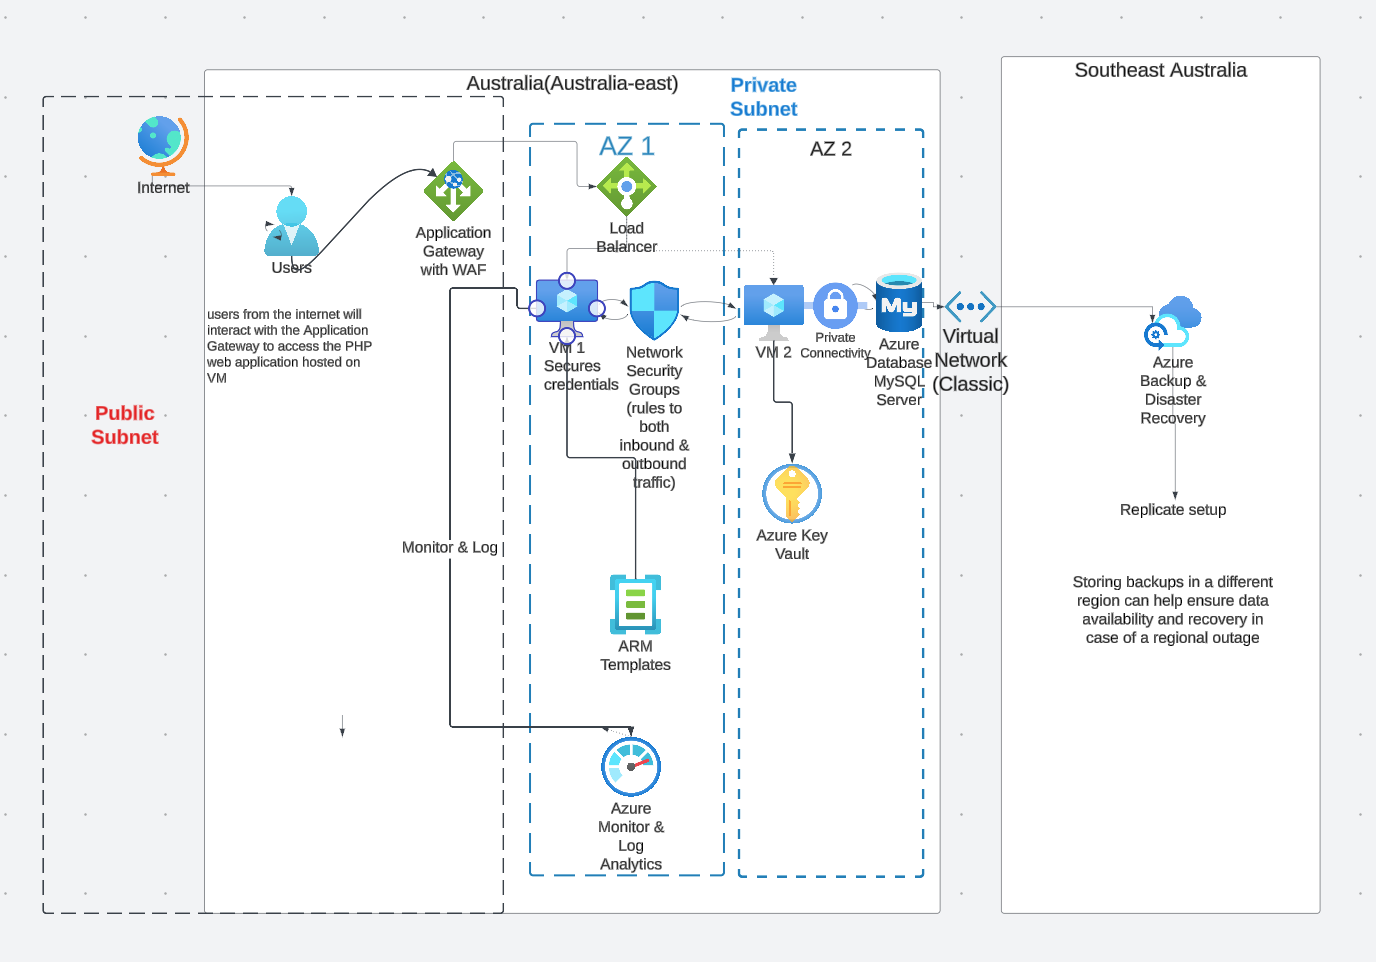 Australia(Australia-east)
Private
Subnet
Southeast Australia
AZ 1
AZ 2
Internet
Users
Application
Gateway
with WAF
Load
Balancer
users from the internet will
interact with the Application
Gateway to access the PHP
web application hosted on
VM
Public
Subnet
VM 1
Secures
credentials
Network
Security
Groups
(rules to
both
inbound &
outbound
traffic)
VM 2
Private
Connectivity
My
Azure
Database
MySQL
Server
Virtual
Network
(Classic)
Azure
Backup &
Disaster
Recovery
Replicate setup
Azure Key
Vault
Monitor & Log
Storing backups in a different
region can help ensure data
availability and recovery in
case of a regional outage
ARM
Templates
Azure
Monitor &
Log
Analytics